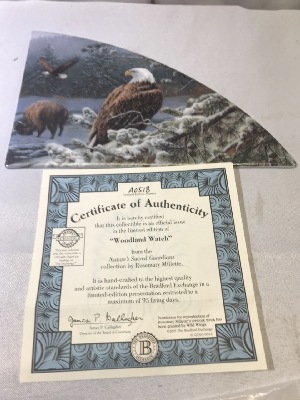 A0518
Certificate of Authenticity
It is hereby certified
that this collectible is an official issue
in the limited edition of
"Woodland Watch"
from the
Nature's Sacred Guardians
collection by Rosemary Millette.
It is hand-crafted to the highest quality
and artistic standards of the Bradford Exchange in a
limited-edition presentation restricted to a
maximum of 95 firing days.
James P. Gallagher
B